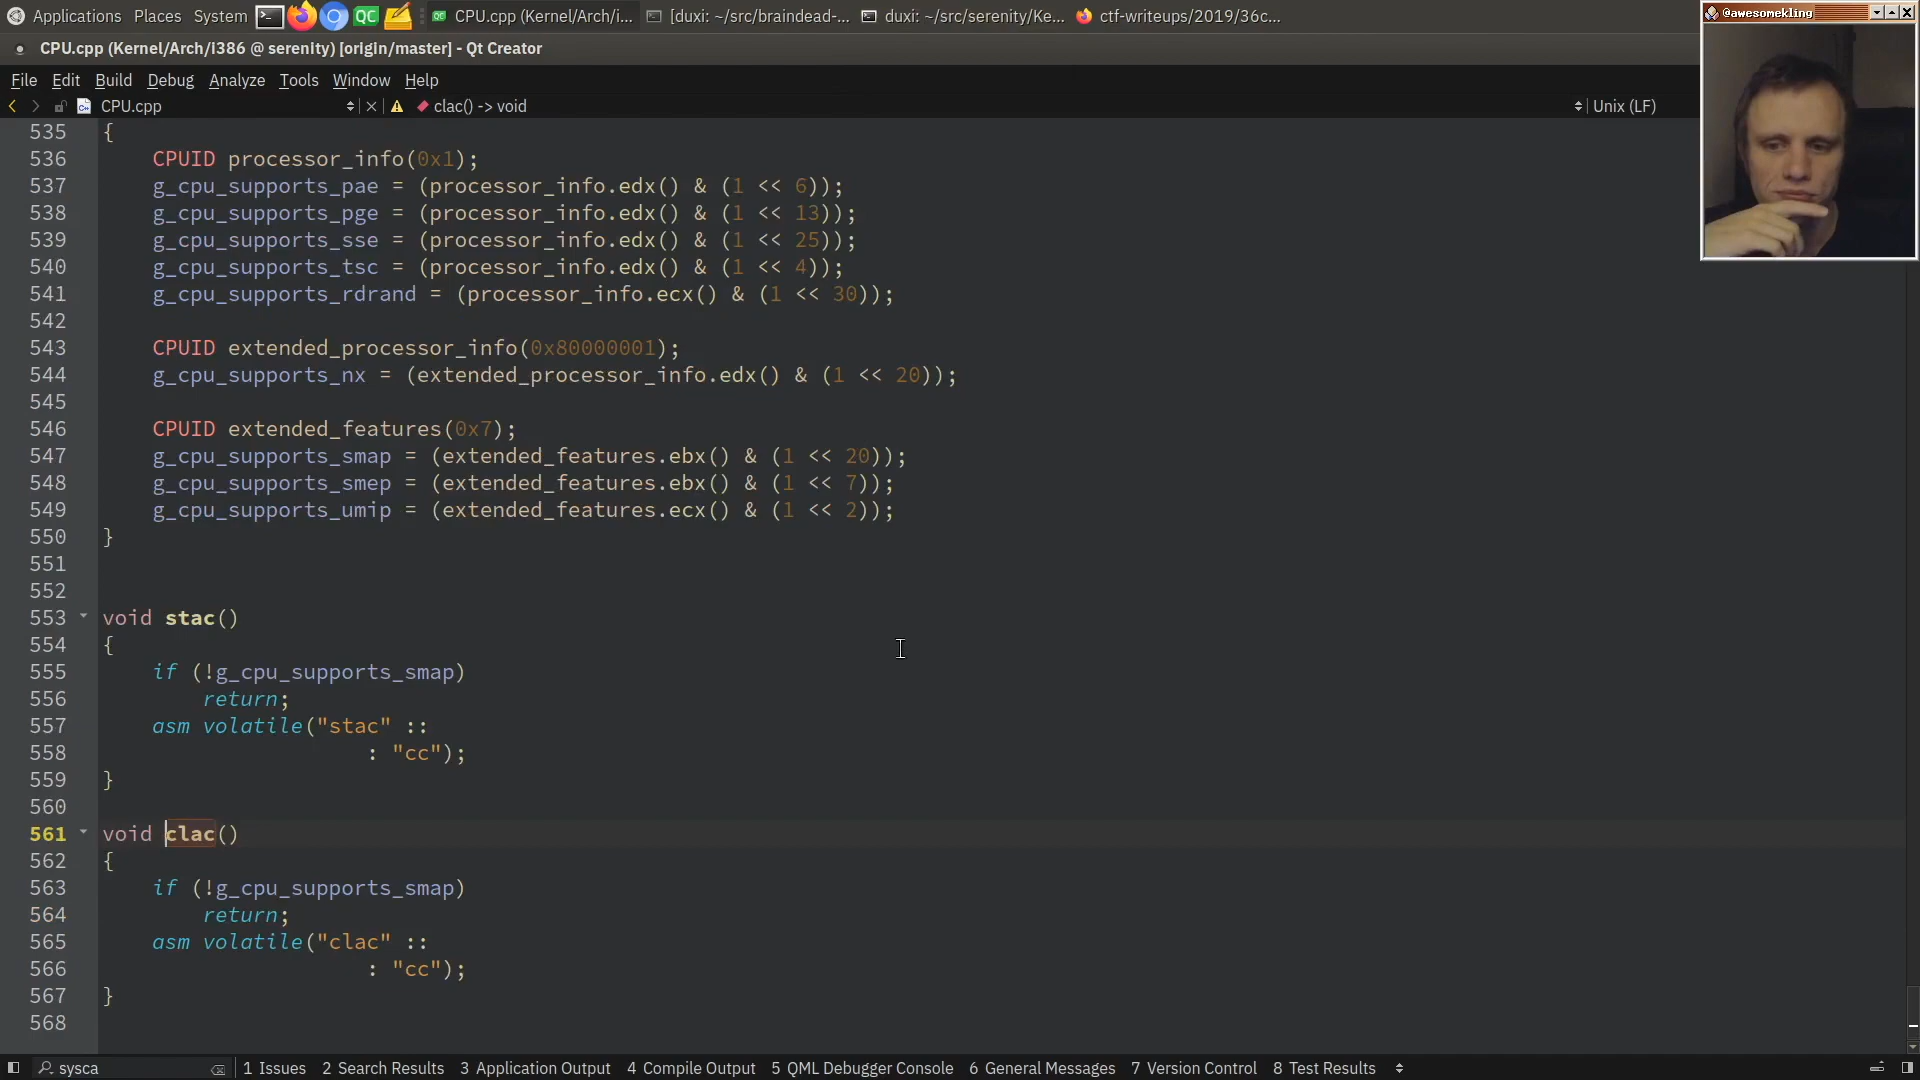 Applications Places System QC CPU.cpp (Kernel/Arch/i... [duxi: ~/src/braindead-... duxi: ~/src/serenity/Ke... ctf-writeups/2019/36c...
@awesomekling
CPU.cpp (Kernel/Arch/i386 @ serenity) [origin/master] - Qt Creator
File Edit Build Debug Analyze Tools Window Help
CPU.cpp clac() -> void Unix (LF)
535 {
536 CPUID processor_info(0x1);
537 g_cpu_supports_pae = (processor_info.edx() & (1 << 6));
538 g_cpu_supports_pge = (processor_info.edx() & (1 << 13));
539 g_cpu_supports_sse = (processor_info.edx() & (1 << 25));
540 g_cpu_supports_tsc = (processor_info.edx() & (1 << 4));
541 g_cpu_supports_rdrand = (processor_info.ecx() & (1 << 30));
542
543 CPUID extended_processor_info(0x80000001);
544 g_cpu_supports_nx = (extended_processor_info.edx() & (1 << 20));
545
546 CPUID extended_features(0x7);
547 g_cpu_supports_smap = (extended_features.ebx() & (1 << 20));
548 g_cpu_supports_smep = (extended_features.ebx() & (1 << 7));
549 g_cpu_supports_umip = (extended_features.ecx() & (1 << 2));
550 }
551
552
553 void stac()
554 {
555 if (!g_cpu_supports_smap)
556 return;
557 asm volatile("stac" ::
558 : "cc");
559 }
560
561 void clac()
562 {
563 if (!g_cpu_supports_smap)
564 return;
565 asm volatile("clac" ::
566 : "cc");
567 }
568
sysca 1 Issues 2 Search Results 3 Application Output 4 Compile Output 5 QML Debugger Console 6 General Messages 7 Version Control 8 Test Results